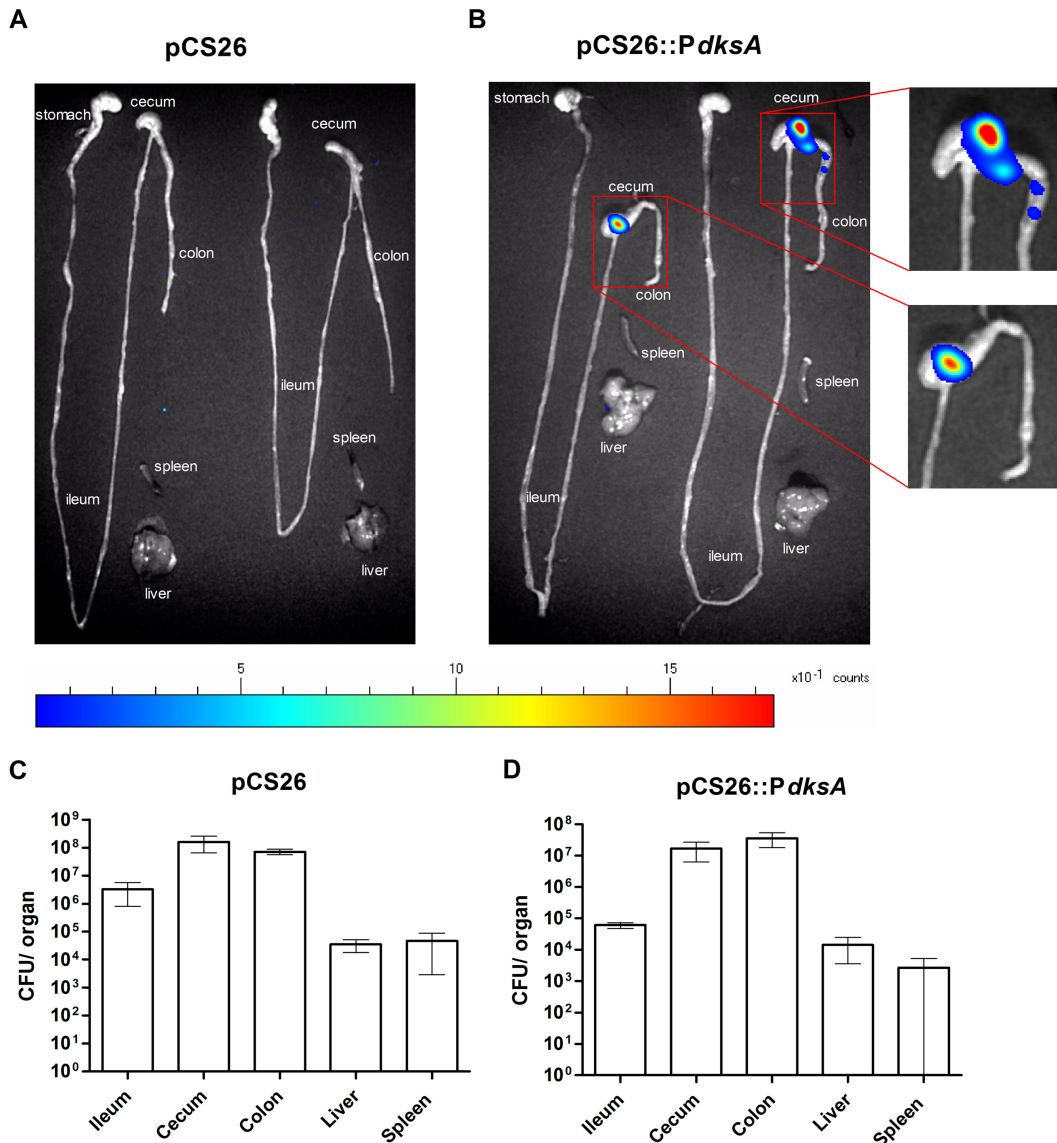 A
pCS26
stomach
cecum
cecum
colon
colon
ileum
spleen
spleen
ileum
liver
liver
B
pCS26::PdksA
stomach
cecum
cecum
colon
spleen
spleen
liver
ileum
liver
ileum
5 10 15 x10⁻¹ counts
C
pCS26
CFU/ organ
10⁹
10⁸
10⁷
10⁶
10⁵
10⁴
10³
10²
10¹
10⁰
Ileum Cecum Colon Liver Spleen
D
pCS26::PdksA
CFU/ organ
10⁸
10⁷
10⁶
10⁵
10⁴
10³
10²
10¹
10⁰
Ileum Cecum Colon Liver Spleen